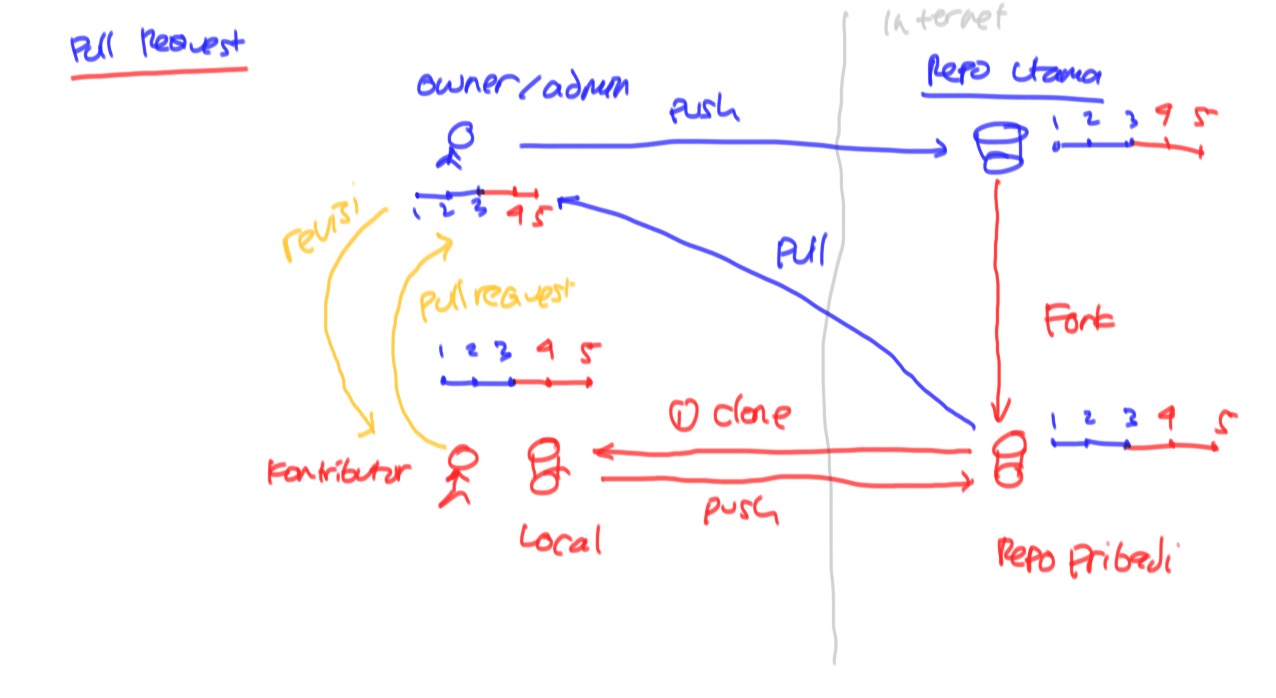 Internet
Pull Request
owner/admin
push
Repo Utama
1 2 3 4 5
1 2 3 4 5
revisi
Pull
pull request
Fork
1 2 3 4 5
① clone
1 2 3 4 5
Kontributor
push
Local
Repo Pribadi